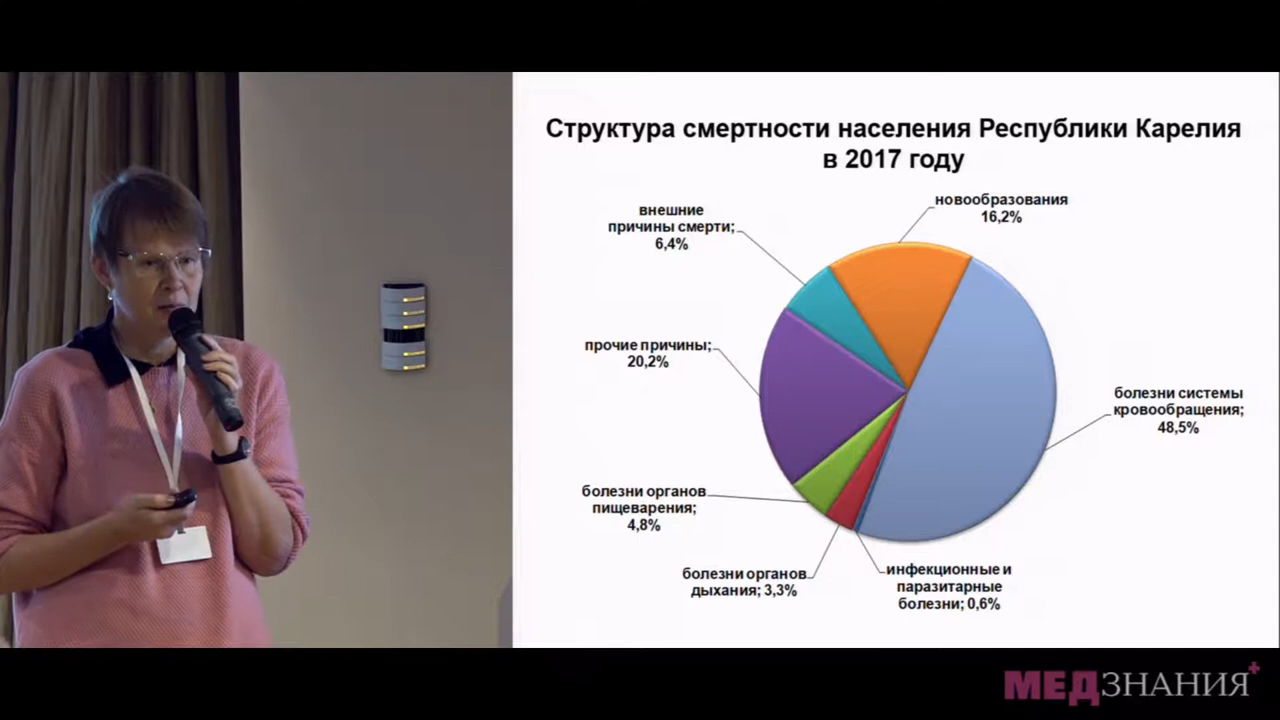 Структура смертности населения Республики Карелия
в 2017 году
новообразования
16,2%
внешние
причины смерти;
6,4%
прочие причины;
20,2%
болезни системы
кровообращения;
48,5%
болезни органов
пищеварения;
4,8%
болезни органов
дыхания; 3,3%
инфекционные и
паразитарные
болезни; 0,6%
МЕДЗНАНИЯ+